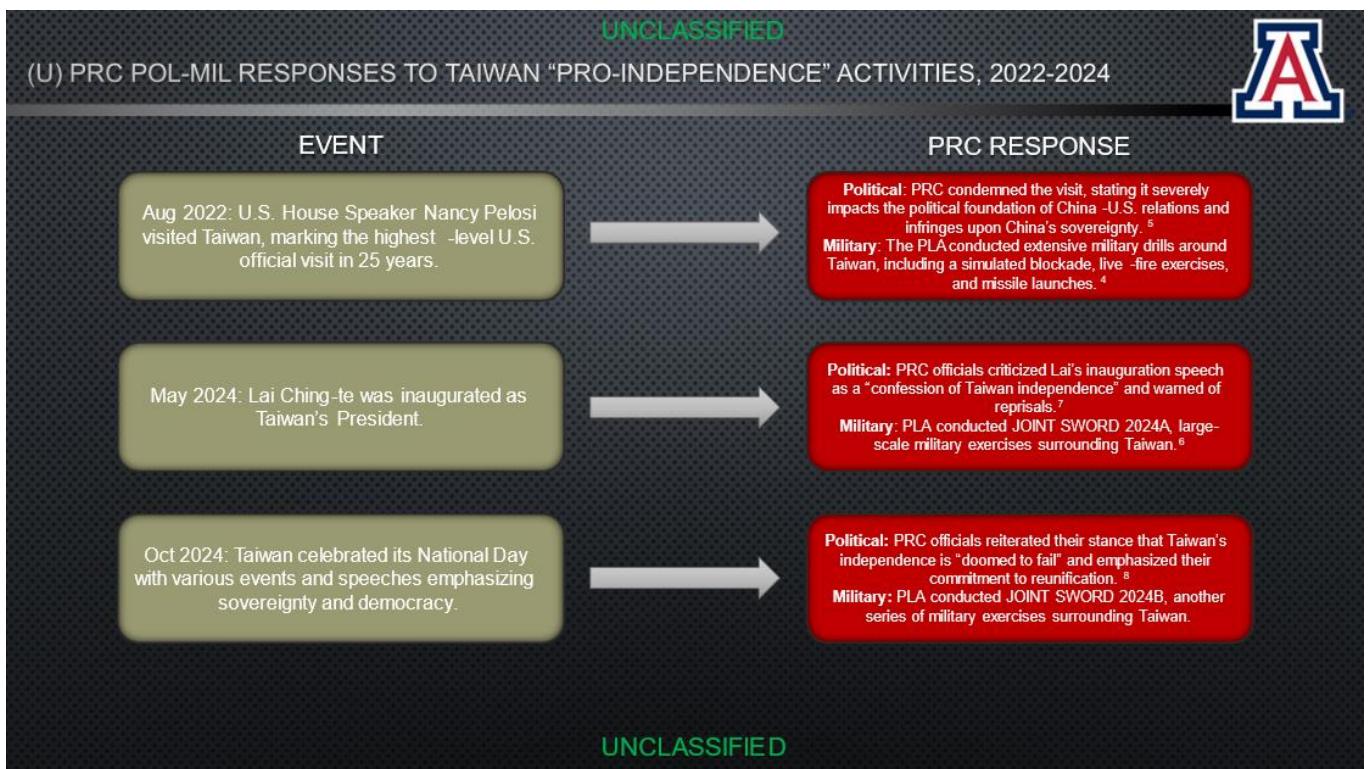 UNCLASSIFIED
(U) PRC POL-MIL RESPONSES TO TAIWAN “PRO-INDEPENDENCE” ACTIVITIES, 2022-2024
A
EVENT
PRC RESPONSE
Aug 2022: U.S. House Speaker Nancy Pelosi
visited Taiwan, marking the highest -level U.S.
official visit in 25 years.
Political: PRC condemned the visit, stating it severely
impacts the political foundation of China -U.S. relations and
infringes upon China’s sovereignty. 5
Military: The PLA conducted extensive military drills around
Taiwan, including a simulated blockade, live -fire exercises,
and missile launches. 4
May 2024: Lai Ching-te was inaugurated as
Taiwan’s President.
Political: PRC officials criticized Lai’s inauguration speech
as a “confession of Taiwan independence” and warned of
reprisals.7
Military: PLA conducted JOINT SWORD 2024A, large-
scale military exercises surrounding Taiwan. 6
Oct 2024: Taiwan celebrated its National Day
with various events and speeches emphasizing
sovereignty and democracy.
Political: PRC officials reiterated their stance that Taiwan’s
independence is “doomed to fail” and emphasized their
commitment to reunification. 8
Military: PLA conducted JOINT SWORD 2024B, another
series of military exercises surrounding Taiwan.
UNCLASSIFIED